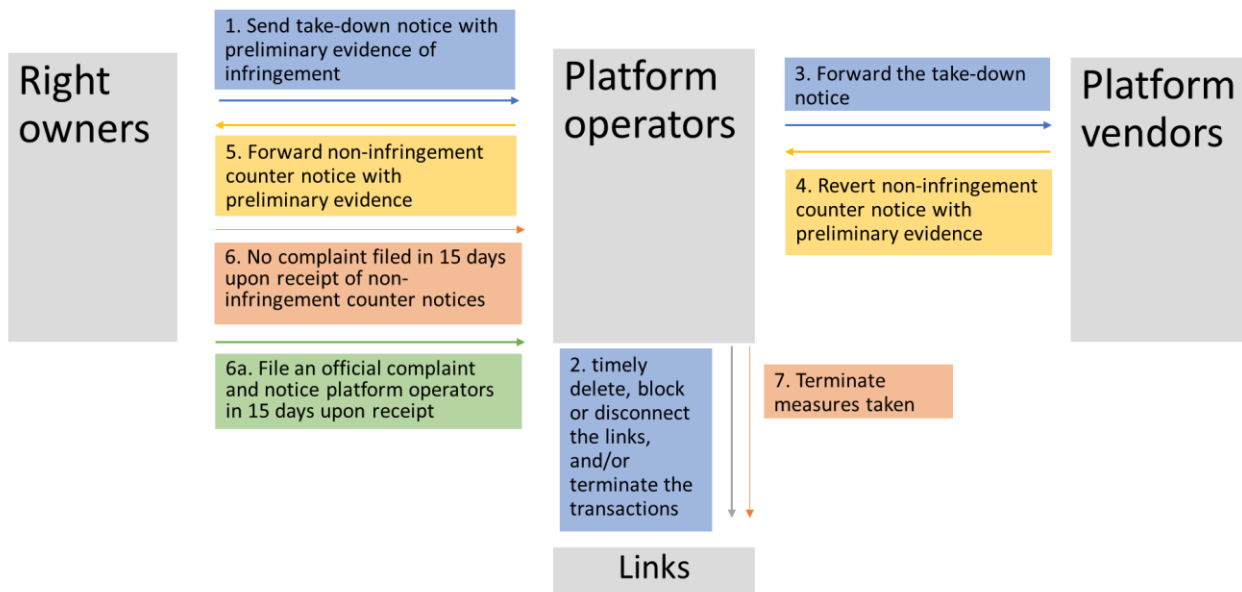 Right
owners
1. Send take-down notice with
preliminary evidence of
infringement
5. Forward non-infringement
counter notice with
preliminary evidence
6. No complaint filed in 15 days
upon receipt of non-
infringement counter notices
6a. File an official complaint
and notice platform operators
in 15 days upon receipt
Platform
operators
3. Forward the take-down
notice
4. Revert non-infringement
counter notice with
preliminary evidence
Platform
vendors
2. timely
delete, block
or disconnect
the links,
and/or
terminate the
transactions
7. Terminate
measures taken
Links